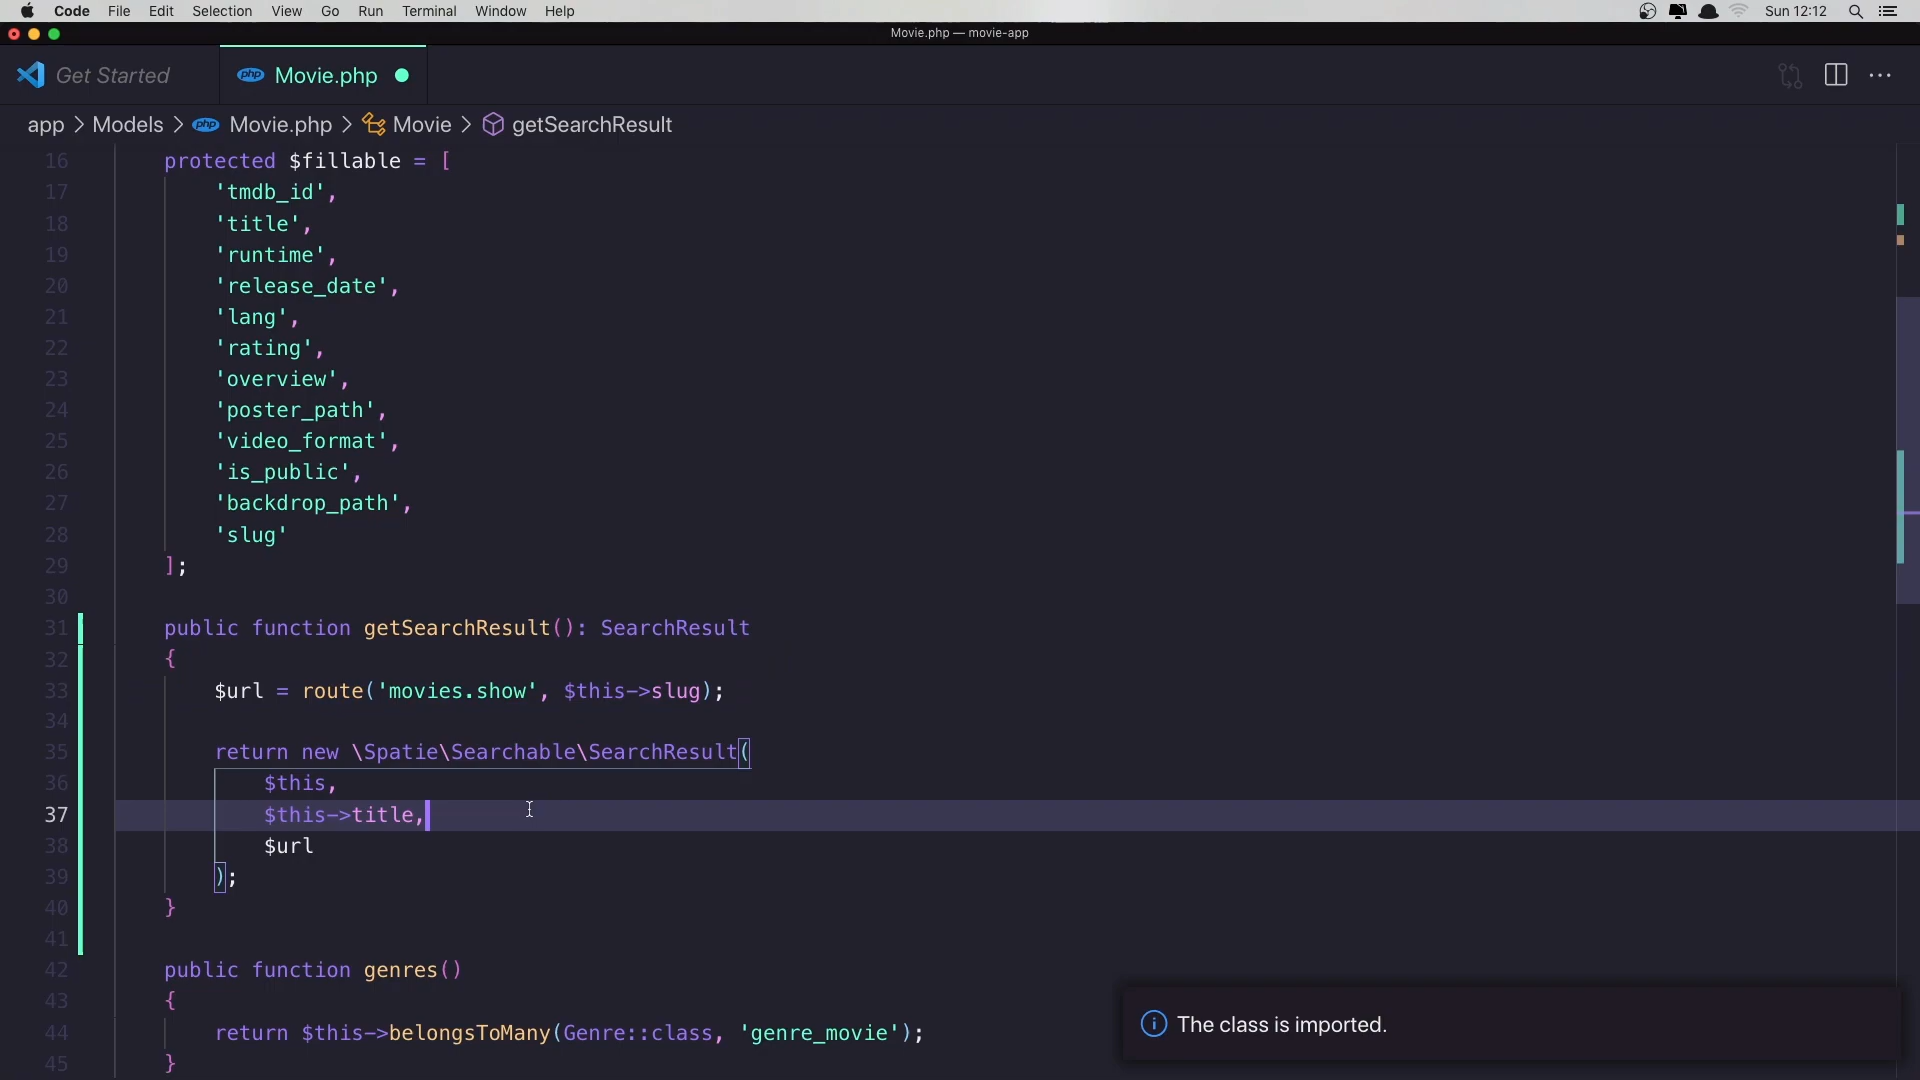 Code File Edit Selection View Go Run Terminal Window Help Sun 12:12
Movie.php — movie-app
Get Started php Movie.php
app > Models > php Movie.php > Movie > getSearchResult
16 protected $fillable = [
17 'tmdb_id',
18 'title',
19 'runtime',
20 'release_date',
21 'lang',
22 'rating',
23 'overview',
24 'poster_path',
25 'video_format',
26 'is_public',
27 'backdrop_path',
28 'slug'
29 ];
30
31 public function getSearchResult(): SearchResult
32 {
33 $url = route('movies.show', $this->slug);
34
35 return new \Spatie\Searchable\SearchResult(
36 $this,
37 $this->title,
38 $url
39 );
40 }
41
42 public function genres()
43 {
44 return $this->belongsToMany(Genre::class, 'genre_movie');
45 }
The class is imported.